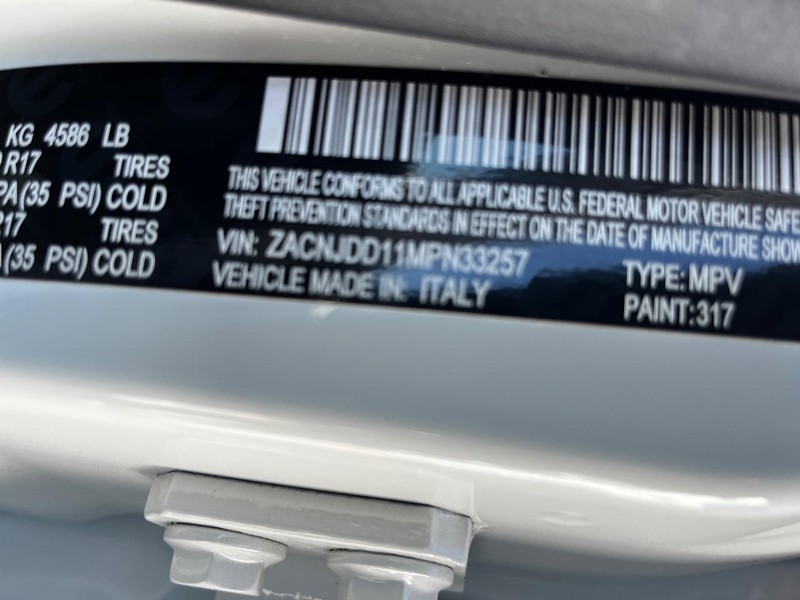 KG 4586 LB
R17 TIRES
PA (35 PSI) COLD
R17 TIRES
(35 PSI) COLD
THIS VEHICLE CONFORMS TO ALL APPLICABLE U.S. FEDERAL MOTOR VEHICLE SAFE
THEFT PREVENTION STANDARDS IN EFFECT ON THE DATE OF MANUFACTURE SHOW
VIN: ZACNJDD11MPN33257 TYPE: MPV
VEHICLE MADE IN: ITALY PAINT: 317